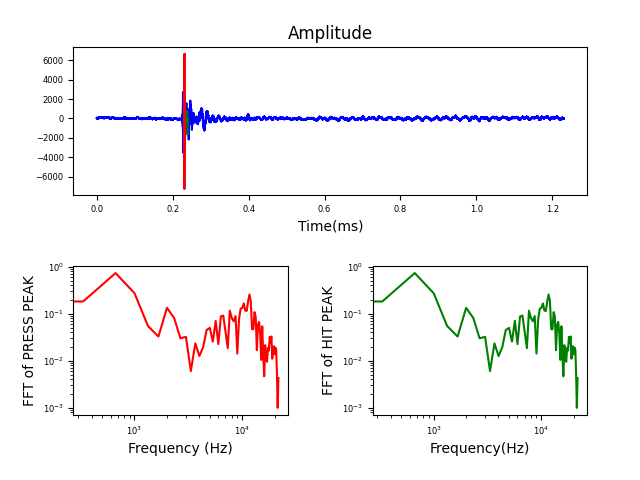 Amplitude
6000
4000
2000
0
−2000
−4000
−6000
0.0 0.2 0.4 0.6 0.8 1.0 1.2
Time(ms)
FFT of PRESS PEAK
10⁰
10⁻¹
10⁻²
10⁻³
10³ 10⁴
Frequency (Hz)
FFT of HIT PEAK
10⁰
10⁻¹
10⁻²
10⁻³
10³ 10⁴
Frequency(Hz)